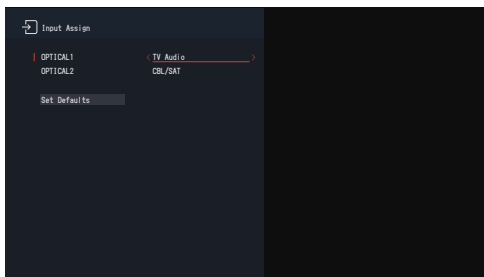 Input Assign
OPTICAL1 TV Audio
OPTICAL2 CBL/SAT
Set Defaults